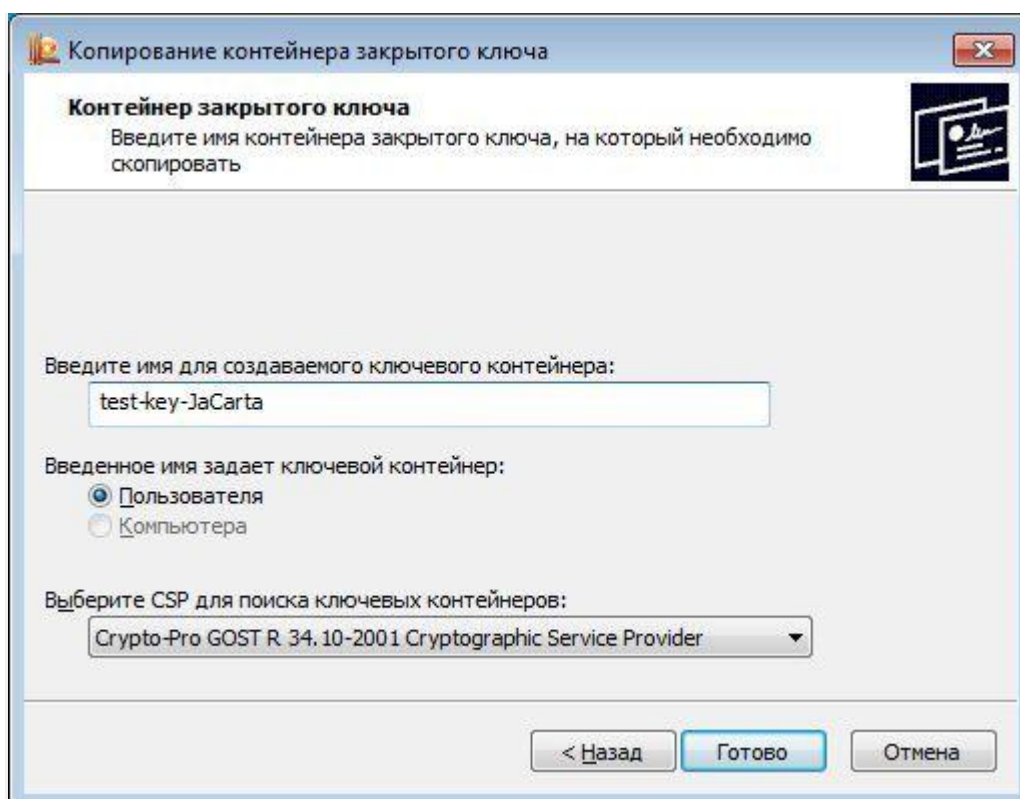 Копирование контейнера закрытого ключа
Контейнер закрытого ключа
Введите имя контейнера закрытого ключа, на который необходимо
скопировать
Введите имя для создаваемого ключевого контейнера:
test-key-JaCarta
Введенное имя задает ключевой контейнер:
Пользователя
Компьютера
Выберите CSP для поиска ключевых контейнеров:
Crypto-Pro GOST R 34.10-2001 Cryptographic Service Provider
< Назад
Готово
Отмена